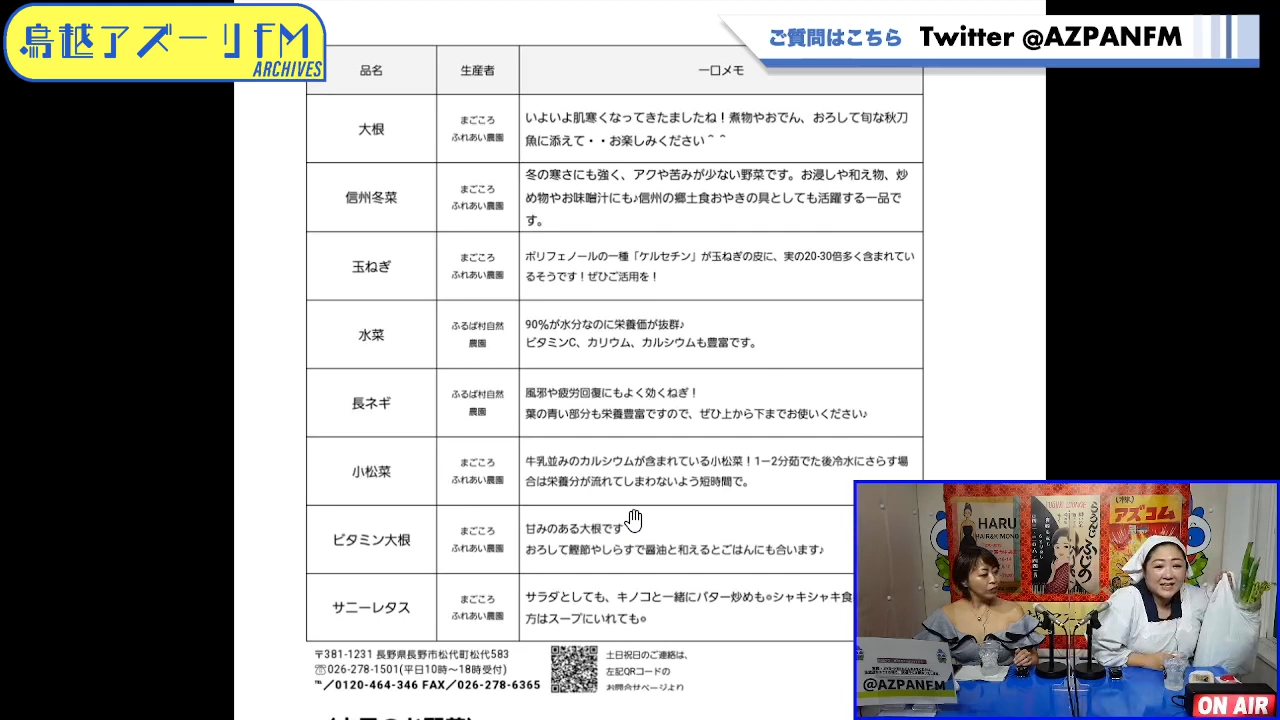 鳥越アズーリFM
ARCHIVES
ご質問はこちら Twitter @AZPANFM
品名 生産者 一口メモ
大根
まごころ
ふれあい農園
いよいよ肌寒くなってきたましたね！煮物やおでん、おろして旬な秋刀
魚に添えて・・お楽しみください＾＾
信州冬菜
まごころ
ふれあい農園
冬の寒さにも強く、アクや苦みが少ない野菜です。お浸しや和え物、炒
め物やお味噌汁にも♪信州の郷土食おやきの具としても活躍する一品で
す。
玉ねぎ
まごころ
ふれあい農園
ポリフェノールの一種「ケルセチン」が玉ねぎの皮に、実の20-30倍多く含まれてい
るそうです！ぜひご活用を！
水菜
ふるば村自然
農園
90％が水分なのに栄養価が抜群♪
ビタミンC、カリウム、カルシウムも豊富です。
長ネギ
ふるば村自然
農園
風邪や疲労回復にもよく効くねぎ！
葉の青い部分も栄養豊富ですので、ぜひ上から下までお使いください♪
小松菜
まごころ
ふれあい農園
牛乳並みのカルシウムが含まれている小松菜！1ー2分茹でた後冷水にさらす場
合は栄養分が流れてしまわないよう短時間で。
ビタミン大根
まごころ
ふれあい農園
甘みのある大根です
おろして鰹節やしらすで醤油と和えるとごはんにも合います♪
サニーレタス
まごころ
ふれあい農園
サラダとしても、キノコと一緒にバター炒めも⚬シャキシャキ食
方はスープにいれても⚬
〒381-1231 長野県長野市松代町松代583
☏026-278-1501(平日10時〜18時受付)
℡／0120-464-346 FAX／026-278-6365
土日祝日のご連絡は、
左記QRコードの
お問合せページより
HARU
HAIR&K MONO
アズコム
@AZPANFM
ON AIR